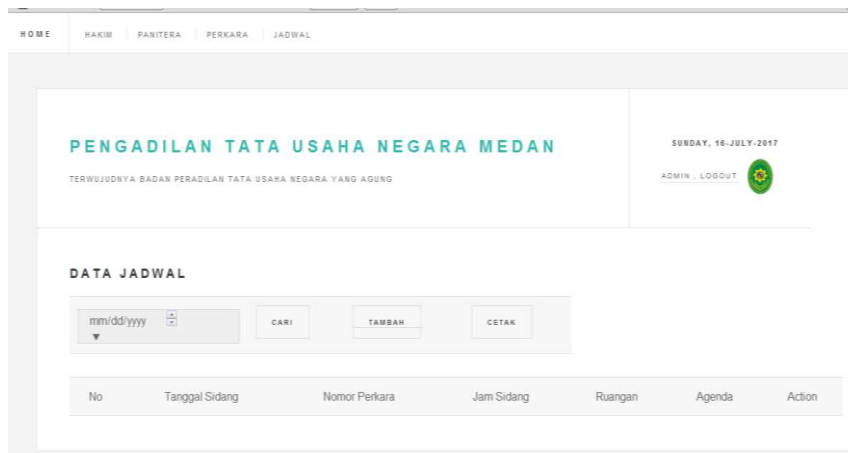 HOME HAKIM PANITERA PERKARA JADWAL
PENGADILAN TATA USAHA NEGARA MEDAN
TERWUJUDNYA BADAN PERADILAN TATA USAHA NEGARA YANG AGUNG
SUNDAY, 16-JULY-2017
ADMIN . LOGOUT
DATA JADWAL
mm/dd/yyyy CARI TAMBAH CETAK
No Tanggal Sidang Nomor Perkara Jam Sidang Ruangan Agenda Action